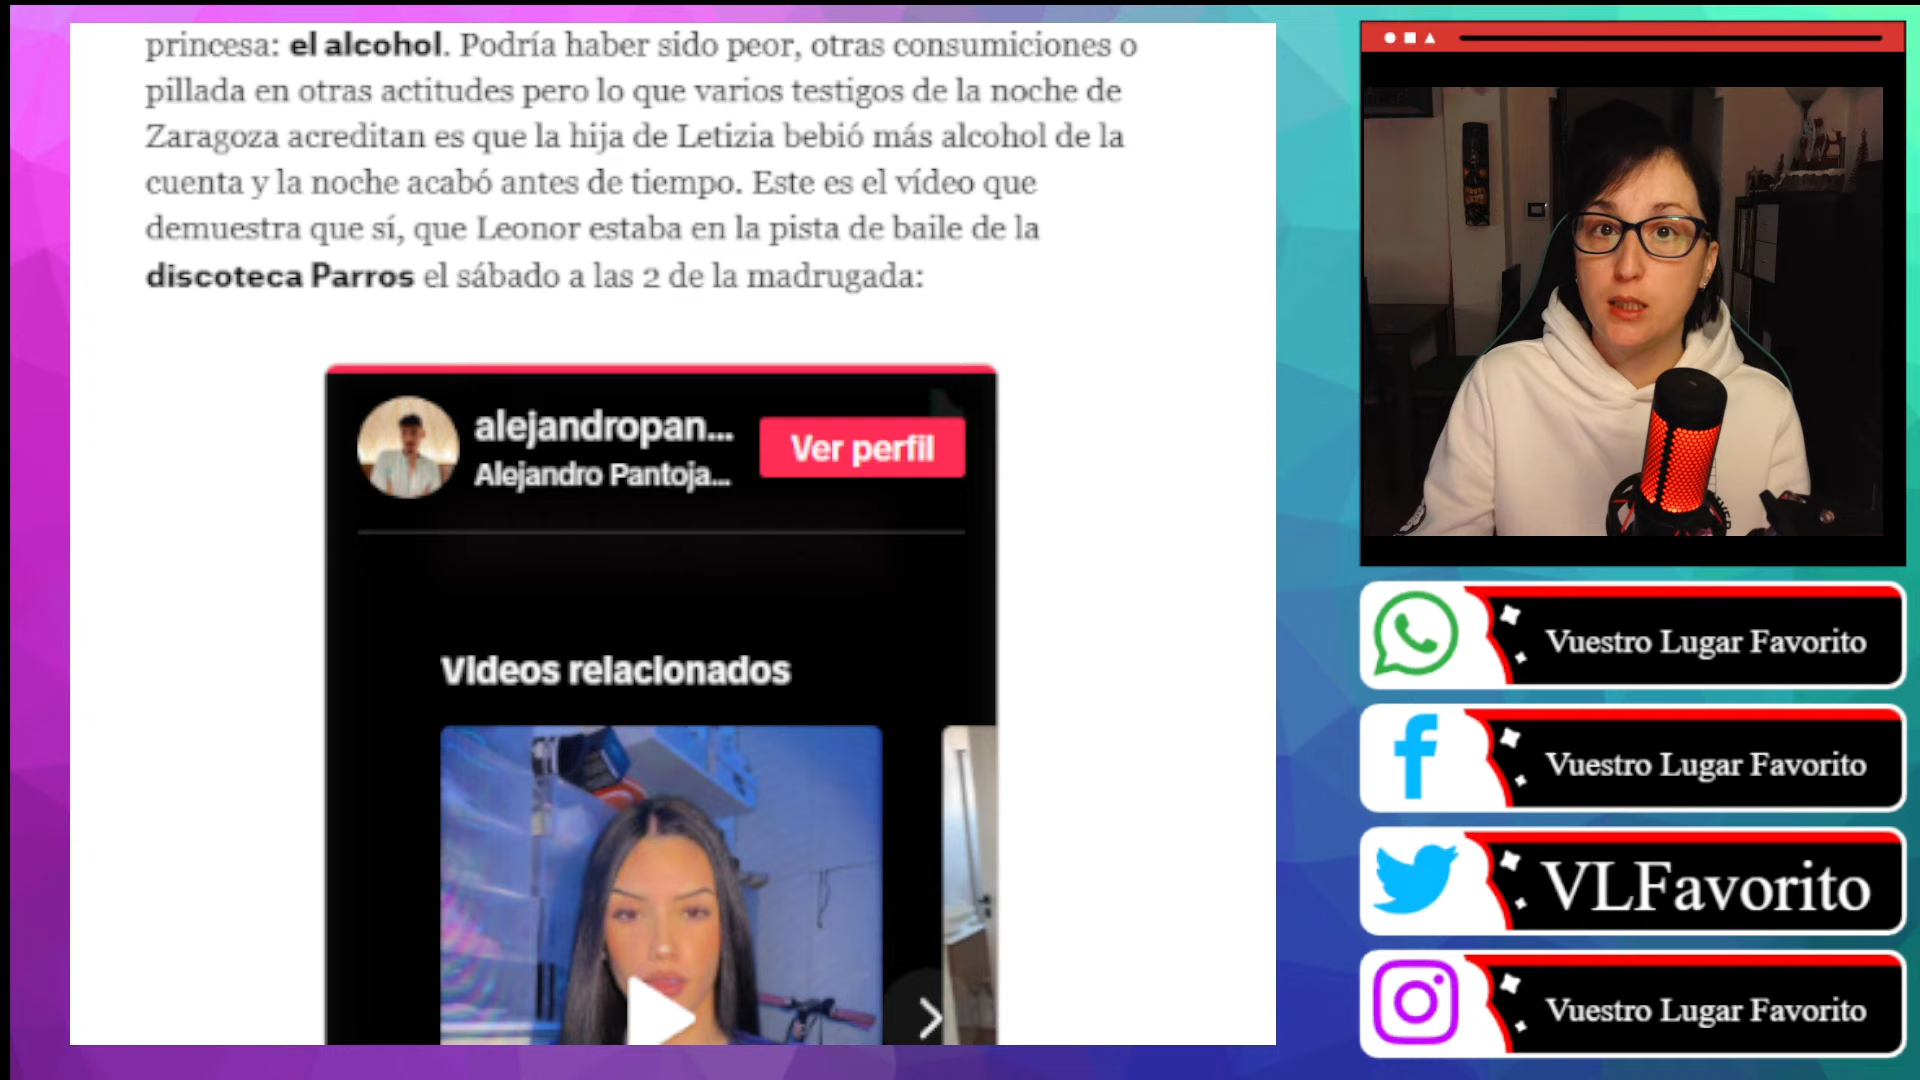 princesa: el alcohol. Podría haber sido peor, otras consumiciones o
pillada en otras actitudes pero lo que varios testigos de la noche de
Zaragoza acreditan es que la hija de Letizia bebió más alcohol de la
cuenta y la noche acabó antes de tiempo. Este es el vídeo que
demuestra que sí, que Leonor estaba en la pista de baile de la
discoteca Parros el sábado a las 2 de la madrugada:
alejandropan...
Alejandro Pantoja...
Ver perfil
Videos relacionados
Vuestro Lugar Favorito
Vuestro Lugar Favorito
VLFavorito
Vuestro Lugar Favorito